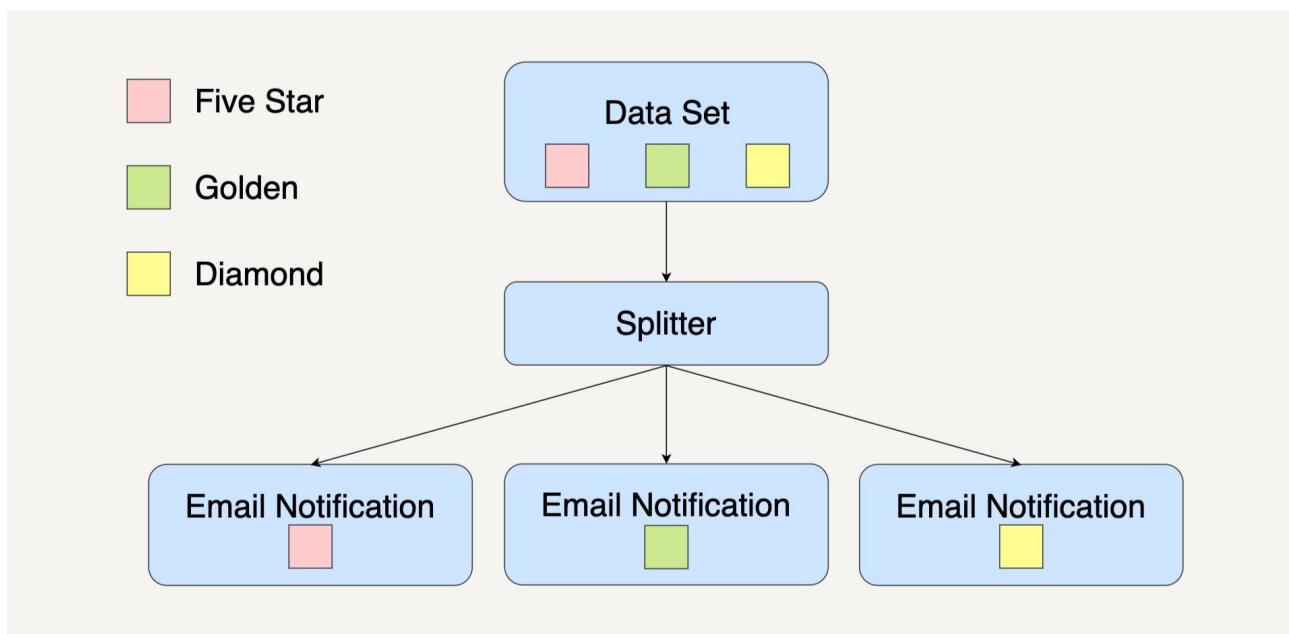 Five Star
Golden
Diamond
Data Set
Splitter
Email Notification
Email Notification
Email Notification